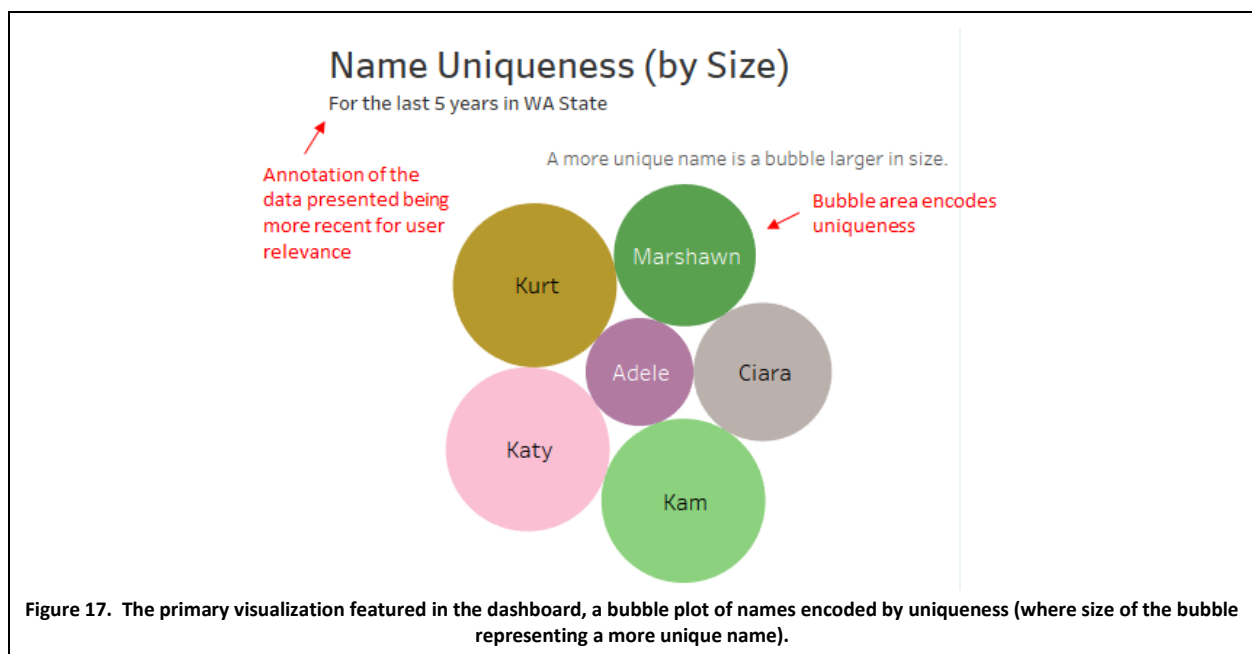 Name Uniqueness (by Size)
For the last 5 years in WA State
A more unique name is a bubble larger in size.
Annotation of the
data presented being
more recent for user
relevance
Bubble area encodes
uniqueness
Marshawn
Kurt
Adele
Ciara
Katy
Kam
Figure 17. The primary visualization featured in the dashboard, a bubble plot of names encoded by uniqueness (where size of the bubble
representing a more unique name).